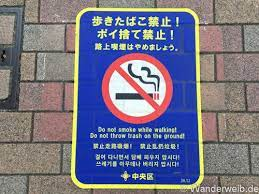 歩きたばこ禁止！
ポイ捨て禁止！
路上喫煙はやめましょう。
Do not smoke while walking!
Do not throw trash on the ground!
禁止走路吸烟！ 禁止乱扔垃圾！
걸어 다니면서 담배 피우지 맙시다!
쓰레기를 아무데나 버리지 맙시다!
中央区
©Wanderweib.de